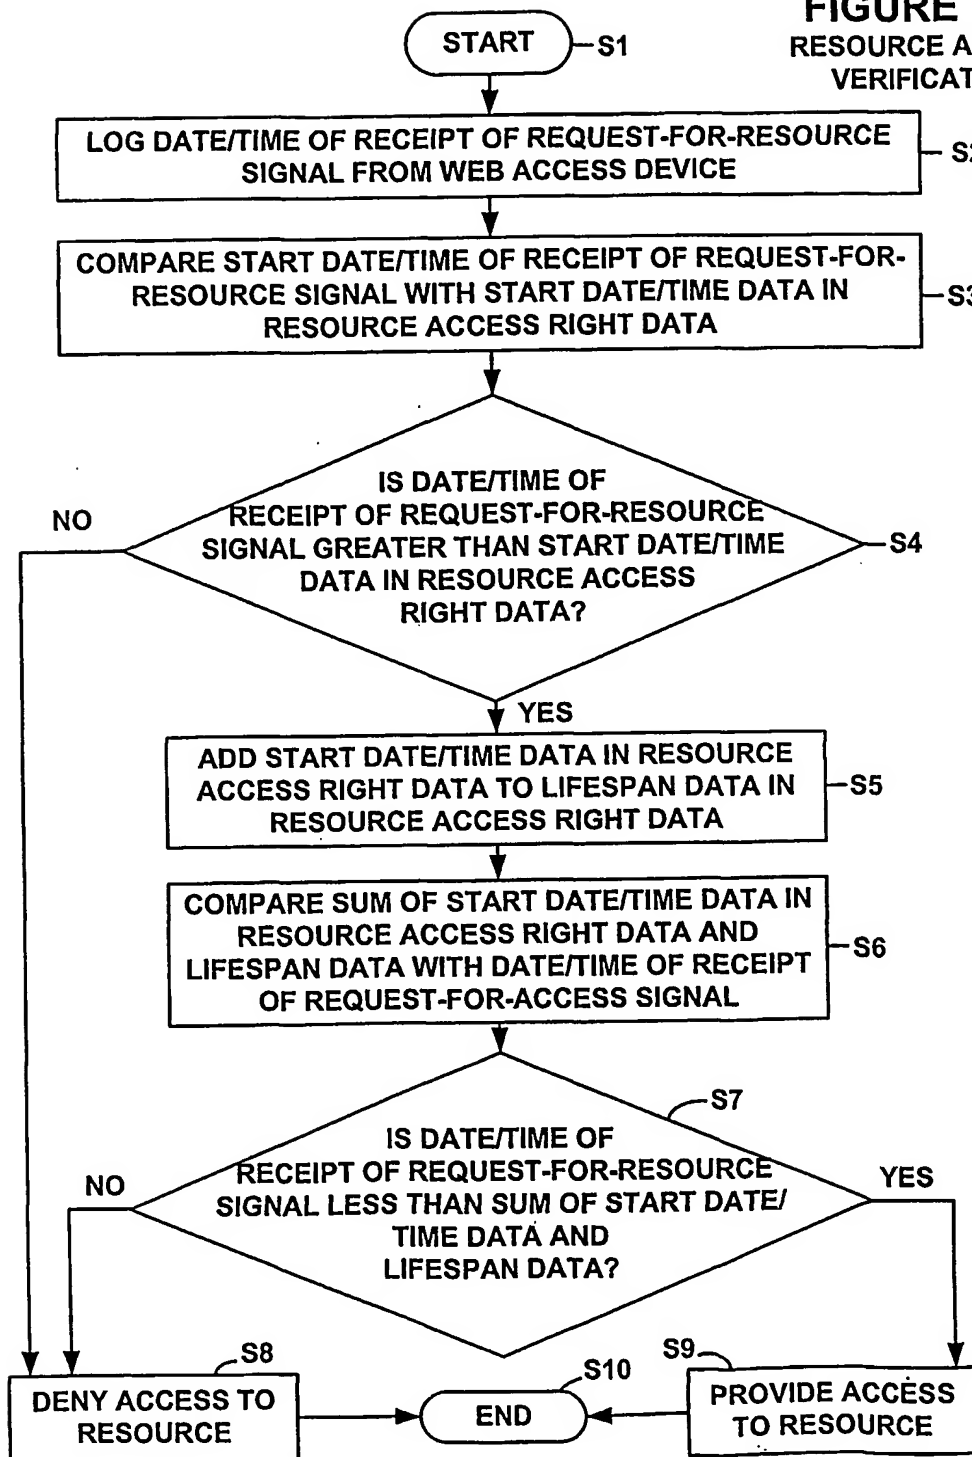 FIGURE
RESOURCE A
VERIFICAT
START
S1
LOG DATE/TIME OF RECEIPT OF REQUEST-FOR-RESOURCE
SIGNAL FROM WEB ACCESS DEVICE
S2
COMPARE START DATE/TIME OF RECEIPT OF REQUEST-FOR-
RESOURCE SIGNAL WITH START DATE/TIME DATA IN
RESOURCE ACCESS RIGHT DATA
S3
IS DATE/TIME OF
RECEIPT OF REQUEST-FOR-RESOURCE
SIGNAL GREATER THAN START DATE/TIME
DATA IN RESOURCE ACCESS
RIGHT DATA?
NO
S4
YES
ADD START DATE/TIME DATA IN RESOURCE
ACCESS RIGHT DATA TO LIFESPAN DATA IN
RESOURCE ACCESS RIGHT DATA
S5
COMPARE SUM OF START DATE/TIME DATA IN
RESOURCE ACCESS RIGHT DATA AND
LIFESPAN DATA WITH DATE/TIME OF RECEIPT
OF REQUEST-FOR-ACCESS SIGNAL
S6
S7
IS DATE/TIME OF
RECEIPT OF REQUEST-FOR-RESOURCE
SIGNAL LESS THAN SUM OF START DATE/
TIME DATA AND
LIFESPAN DATA?
NO
YES
S8
DENY ACCESS TO
RESOURCE
S10
END
S9
PROVIDE ACCESS
TO RESOURCE